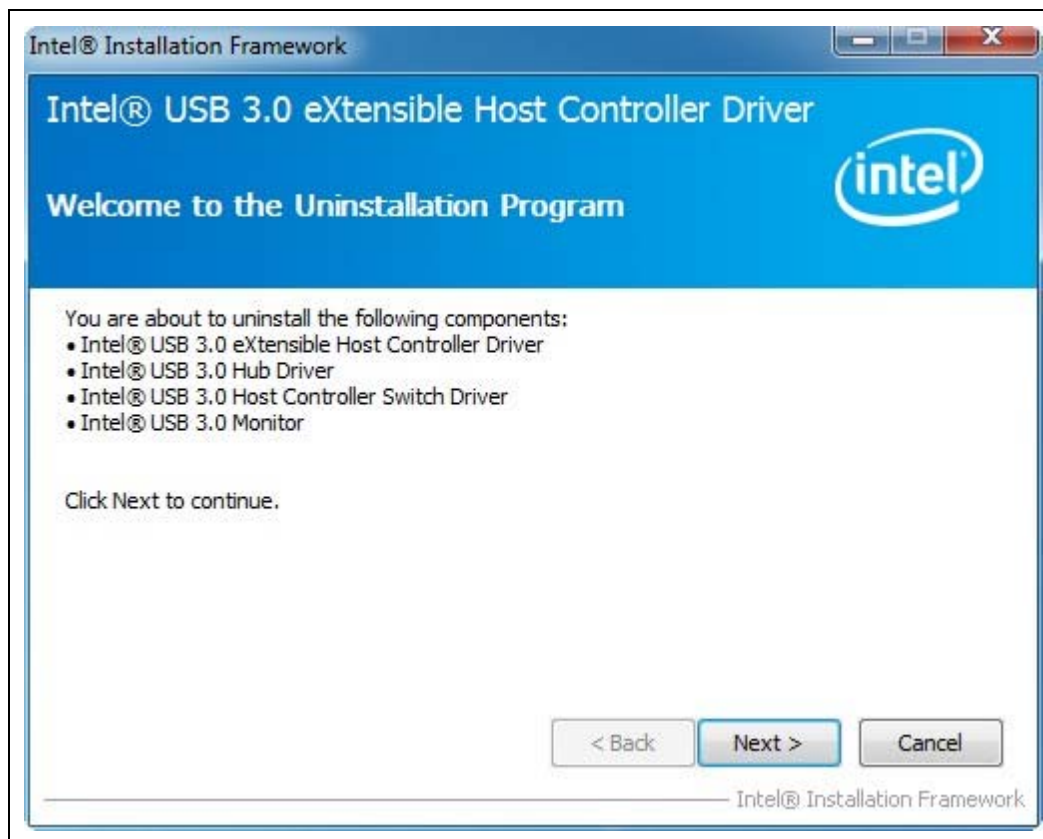 Intel® Installation Framework
Intel® USB 3.0 eXtensible Host Controller Driver
intel
Welcome to the Uninstallation Program
You are about to uninstall the following components:
• Intel® USB 3.0 eXtensible Host Controller Driver
• Intel® USB 3.0 Hub Driver
• Intel® USB 3.0 Host Controller Switch Driver
• Intel® USB 3.0 Monitor
Click Next to continue.
< Back Next > Cancel
Intel® Installation Framework